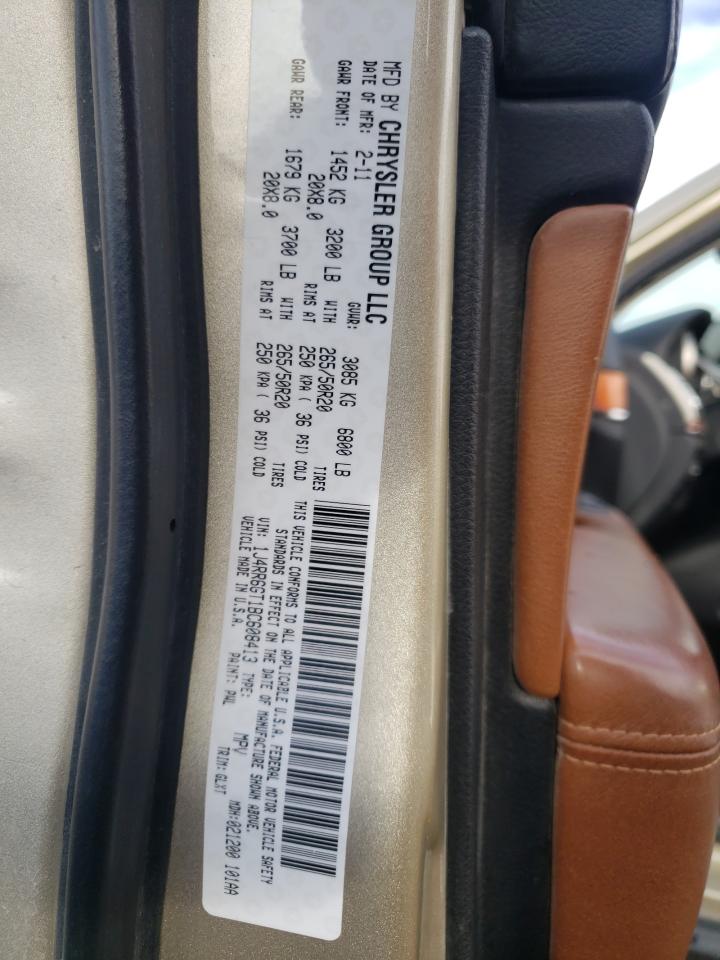 MFD BY CHRYSLER GROUP LLC
DATE OF MFR: 2-11 GVWR: 3085 KG 6800 LB
GAWR FRONT: 1452 KG 3200 LB WITH 265/50R20 TIRES
20X8.0 RIMS AT 250 KPA ( 36 PSI) COLD
GAWR REAR: 1679 KG 3700 LB WITH 265/50R20 TIRES
20X8.0 RIMS AT 250 KPA ( 36 PSI) COLD
THIS VEHICLE CONFORMS TO ALL APPLICABLE U.S.A. FEDERAL MOTOR VEHICLE SAFETY
STANDARDS IN EFFECT ON THE DATE OF MANUFACTURE SHOWN ABOVE.
VIN: 1J4RR6GT1BC608413 TYPE: MPV MDH:021200 101AA
VEHICLE MADE IN U.S.A. PAINT: PWL TRIM:GLXT